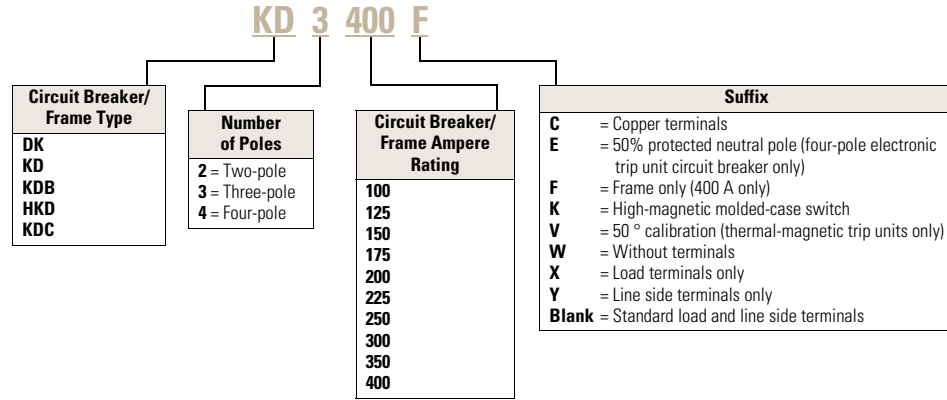 KD 3 400 F
Circuit Breaker/
Frame Type
DK
KD
KDB
HKD
KDC
Number
of Poles
2 = Two-pole
3 = Three-pole
4 = Four-pole
Circuit Breaker/
Frame Ampere
Rating
100
125
150
175
200
225
250
300
350
400
Suffix
C = Copper terminals
E = 50% protected neutral pole (four-pole electronic
trip unit circuit breaker only)
F = Frame only (400 A only)
K = High-magnetic molded-case switch
V = 50 ° calibration (thermal-magnetic trip units only)
W = Without terminals
X = Load terminals only
Y = Line side terminals only
Blank = Standard load and line side terminals